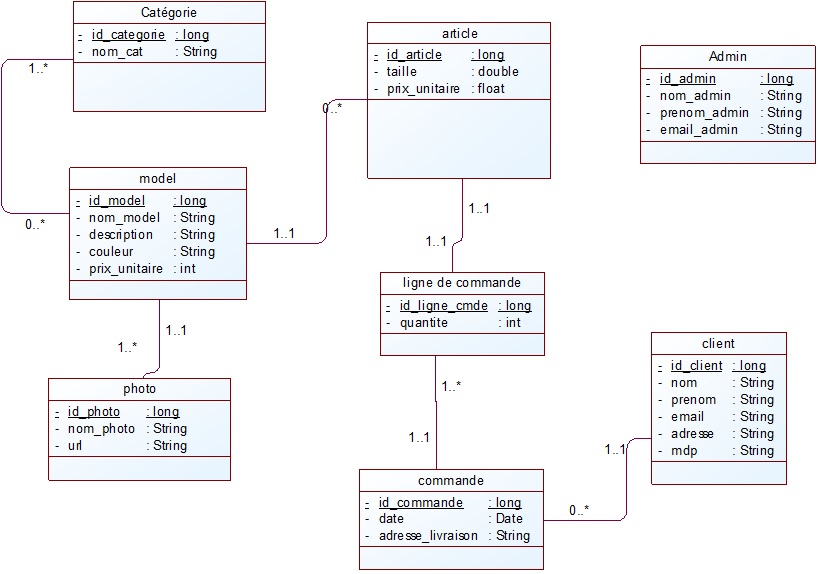 Catégorie
- id_categorie : long
- nom_cat : String
1..*
0..*
article
- id_article : long
- taille : double
- prix_unitaire : float
0..*
1..1
Admin
- id_admin : long
- nom_admin : String
- prenom_admin : String
- email_admin : String
model
- id_model : long
- nom_model : String
- description : String
- couleur : String
- prix_unitaire : int
1..1
1..*
1..1
1..1
ligne de commande
- id_ligne_cmde : long
- quantite : int
1..*
1..1
photo
- id_photo : long
- nom_photo : String
- url : String
client
- id_client : long
- nom : String
- prenom : String
- email : String
- adresse : String
- mdp : String
1..1
0..*
commande
- id_commande : long
- date : Date
- adresse_livraison : String